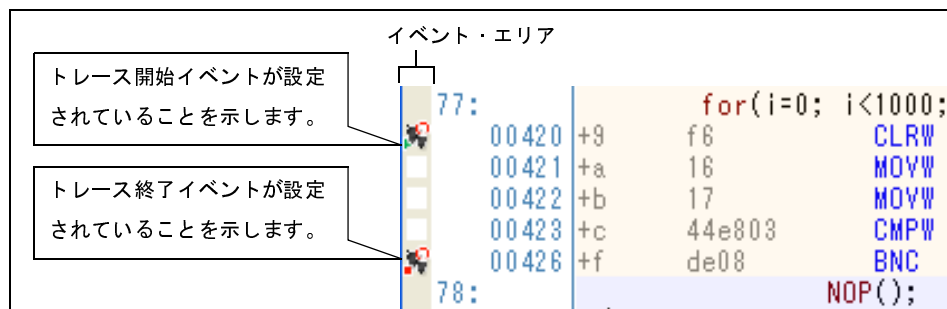 イベント・エリア
トレース開始イベントが設定
されていることを示します。
トレース終了イベントが設定
されていることを示します。
77: for(i=0; i<1000;
00420 +9 f6 CLRW
00421 +a 16 MOVW
00422 +b 17 MOVW
00423 +c 44e803 CMPW
00426 +f de08 BNC
78: NOP();